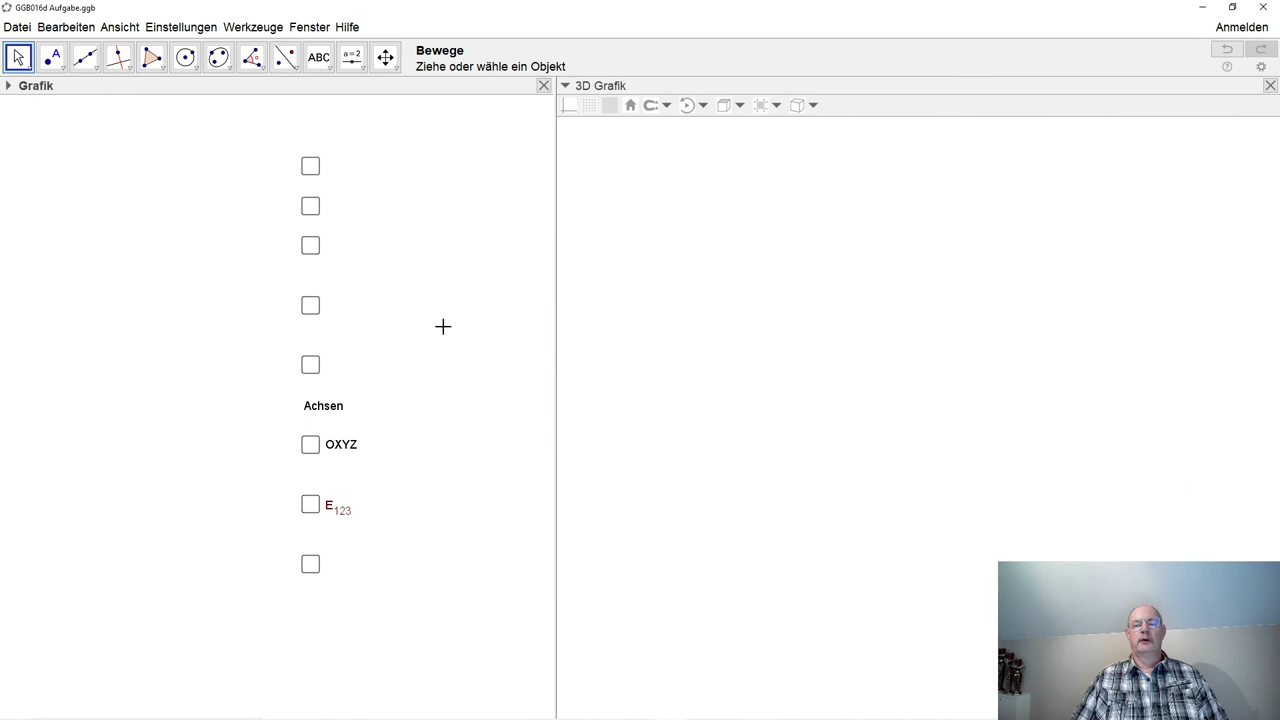 GGB016d Aufgabe.ggb
Datei Bearbeiten Ansicht Einstellungen Werkzeuge Fenster Hilfe
Anmelden
A
ABC
a=2
Bewege
Ziehe oder wähle ein Objekt
Grafik
3D Grafik
Achsen
OXYZ
E123